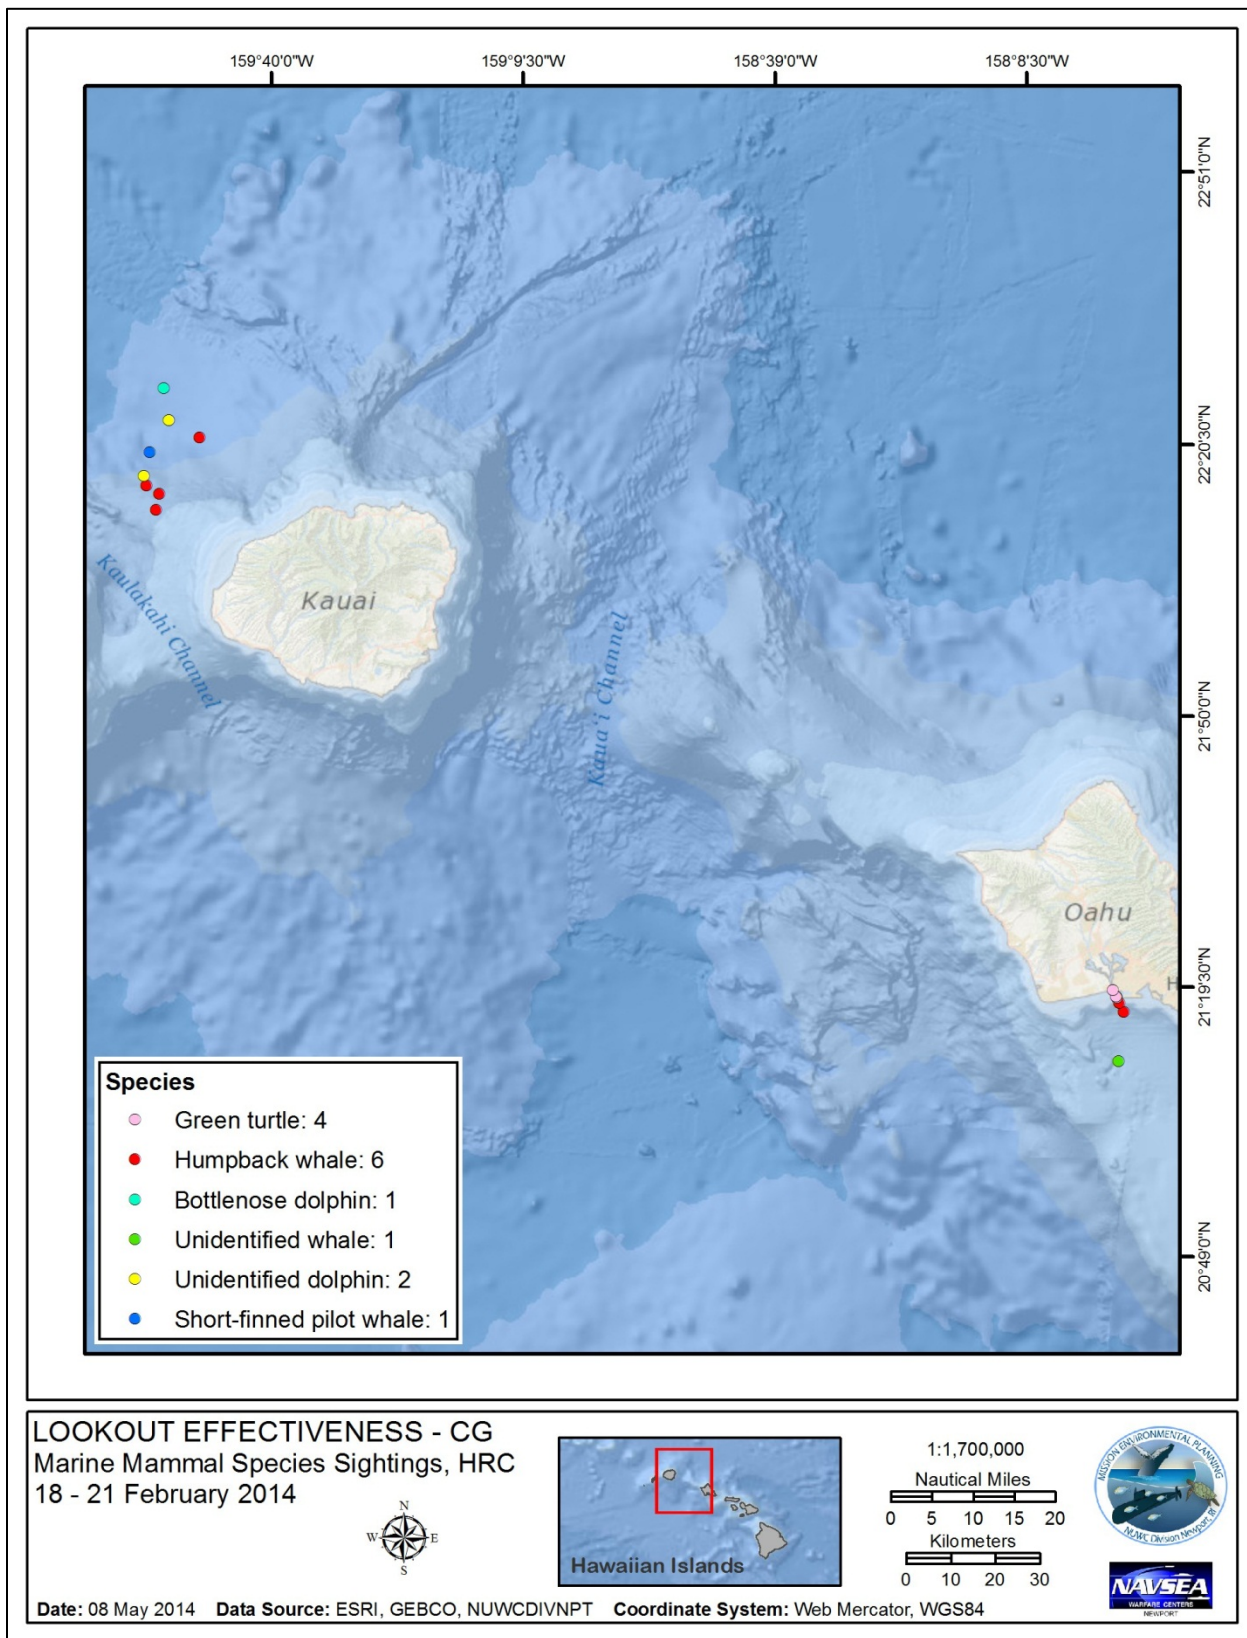 159°40'0"W 159°9'30"W 158°39'0"W 158°8'30"W
22°51'0"N
22°20'30"N
21°50'0"N
21°19'30"N
20°49'0"N
Kauai
Kaulakahi Channel
Kaua'i Channel
Oahu
H
Species
Green turtle: 4
Humpback whale: 6
Bottlenose dolphin: 1
Unidentified whale: 1
Unidentified dolphin: 2
Short-finned pilot whale: 1
LOOKOUT EFFECTIVENESS - CG
Marine Mammal Species Sightings, HRC
18 - 21 February 2014
N
W E
S
Hawaiian Islands
1:1,700,000
Nautical Miles
0 5 10 15 20
Kilometers
0 10 20 30
MISSION ENVIRONMENTAL PLANNING
NUWC Division Newport, RI
NAVSEA
WARFARE CENTERS
NEWPORT
Date: 08 May 2014 Data Source: ESRI, GEBCO, NUWCDIVNPT Coordinate System: Web Mercator, WGS84